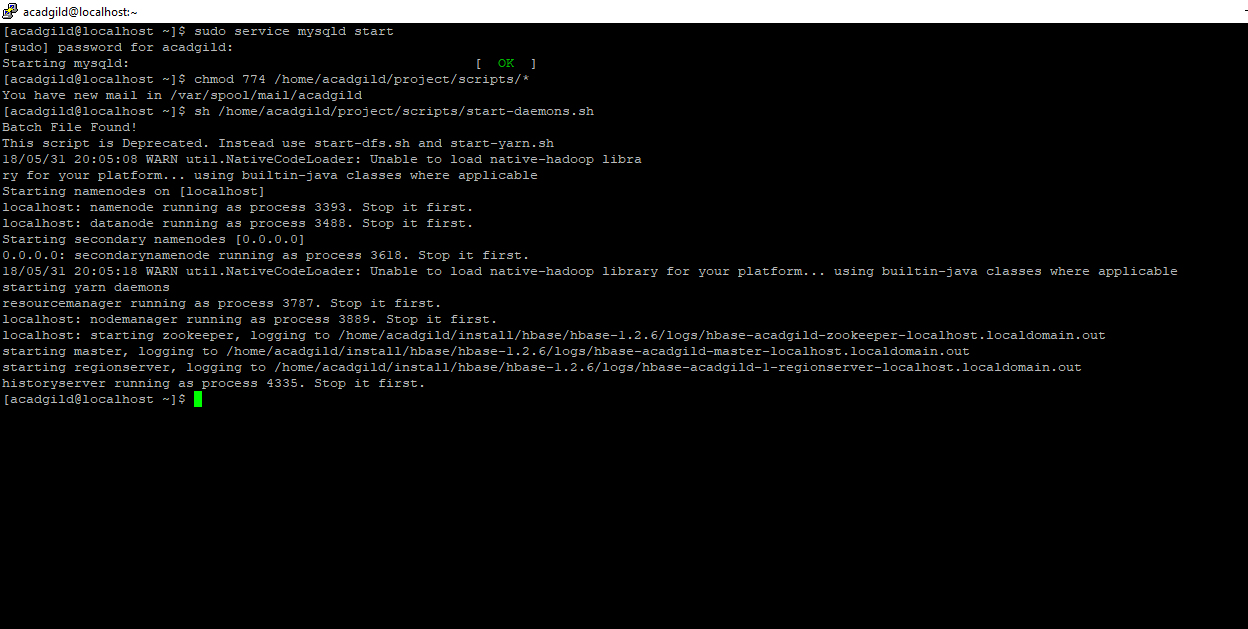 acadgild@localhost:~
[acadgild@localhost ~]$ sudo service mysqld start
[sudo] password for acadgild:
Starting mysqld:                                           [  OK  ]
[acadgild@localhost ~]$ chmod 774 /home/acadgild/project/scripts/*
You have new mail in /var/spool/mail/acadgild
[acadgild@localhost ~]$ sh /home/acadgild/project/scripts/start-daemons.sh
Batch File Found!
This script is Deprecated. Instead use start-dfs.sh and start-yarn.sh
18/05/31 20:05:08 WARN util.NativeCodeLoader: Unable to load native-hadoop libra
ry for your platform... using builtin-java classes where applicable
Starting namenodes on [localhost]
localhost: namenode running as process 3393. Stop it first.
localhost: datanode running as process 3488. Stop it first.
Starting secondary namenodes [0.0.0.0]
0.0.0.0: secondarynamenode running as process 3618. Stop it first.
18/05/31 20:05:18 WARN util.NativeCodeLoader: Unable to load native-hadoop library for your platform... using builtin-java classes where applicable
starting yarn daemons
resourcemanager running as process 3787. Stop it first.
localhost: nodemanager running as process 3889. Stop it first.
localhost: starting zookeeper, logging to /home/acadgild/install/hbase/hbase-1.2.6/logs/hbase-acadgild-zookeeper-localhost.localdomain.out
starting master, logging to /home/acadgild/install/hbase/hbase-1.2.6/logs/hbase-acadgild-master-localhost.localdomain.out
starting regionserver, logging to /home/acadgild/install/hbase/hbase-1.2.6/logs/hbase-acadgild-1-regionserver-localhost.localdomain.out
historyserver running as process 4335. Stop it first.
[acadgild@localhost ~]$